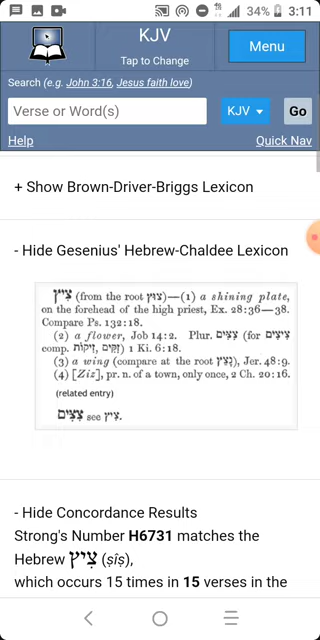 3:11
34%
KJV
Tap to Change
Menu
Search (e.g. John 3:16, Jesus faith love)
Verse or Word(s)
KJV
Go
Help
Quick Nav
+ Show Brown-Driver-Briggs Lexicon
- Hide Gesenius' Hebrew-Chaldee Lexicon
צִיץ (from the root צוּץ)—(1) a shining plate,
on the forehead of the high priest, Ex. 28:36—38.
Compare Ps. 132:18.
(2) a flower, Job 14:2. Plur. צִצִּים (for צִיצִים
comp. זִקִּים, זִיקוֹת) 1 Ki. 6:18.
(3) a wing (compare at the root נָצַץ), Jer. 48:9.
(4) [Ziz], pr. n. of a town, only once, 2 Ch. 20:16.
(related entry)
צִצִּים see צִיץ.
- Hide Concordance Results
Strong's Number H6731 matches the
Hebrew צִיץ (ṣîṣ),
which occurs 15 times in 15 verses in the